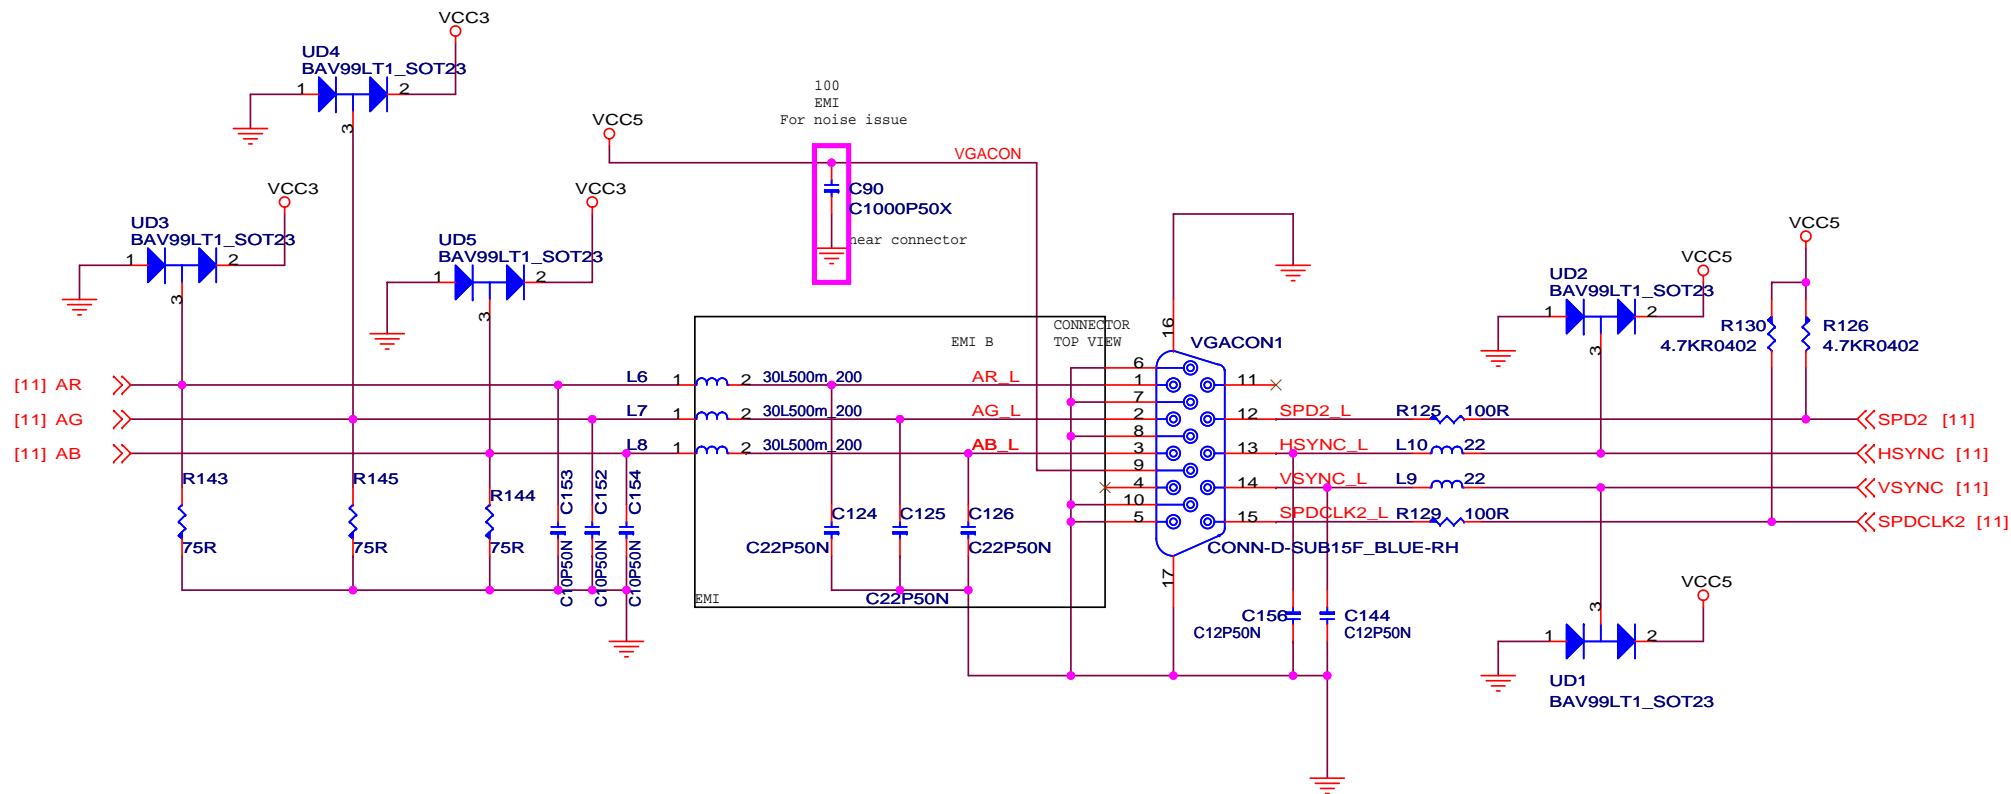 VCC3
UD4
BAV99LT1_SOT23
1
2
3
100
EMI
For noise issue
VCC5
VGACON
C90
C1000P50X
near connector
VCC3
UD3
BAV99LT1_SOT23
1
2
3
VCC3
UD5
BAV99LT1_SOT23
1
2
3
VCC5
VCC5
UD2
BAV99LT1_SOT23
1
2
3
R130
4.7KR0402
R126
4.7KR0402
CONNECTOR
TOP VIEW
EMI B
16
VGACON1
[11] AR
L6
1
2
30L500m_200
AR_L
[11] AG
L7
1
2
30L500m_200
AG_L
[11] AB
L8
1
2
30L500m_200
AB_L
6
1
7
2
8
3
9
4
10
5
11
12
13
14
15
SPD2_L
R125
100R
SPD2 [11]
HSYNC_L
L10
22
HSYNC [11]
VSYNC_L
L9
22
VSYNC [11]
SPDCLK2_L
R129
100R
SPDCLK2 [11]
R143
75R
R145
75R
R144
75R
C153
C10P50N
C152
C10P50N
C154
C10P50N
C124
C22P50N
C125
C22P50N
C126
C22P50N
EMI
CONN-D-SUB15F_BLUE-RH
17
C156
C12P50N
C144
C12P50N
VCC5
3
1
2
UD1
BAV99LT1_SOT23